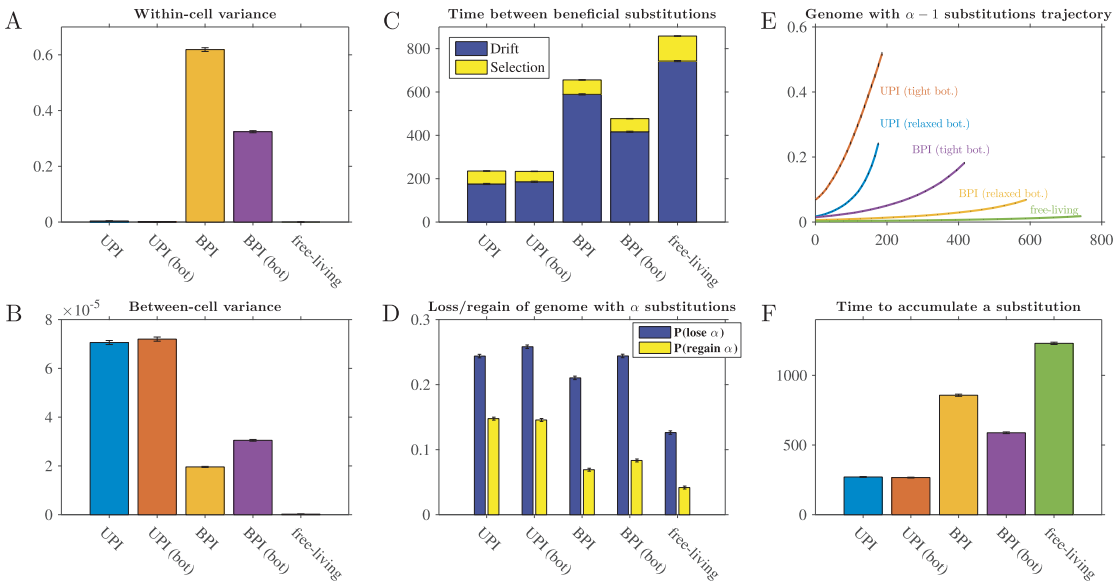 A
Within-cell variance
0.6
0.4
0.2
0
UPI
UPI (bot)
BPI
BPI (bot)
free-living
B
×10⁻⁵
Between-cell variance
8
6
4
2
0
UPI
UPI (bot)
BPI
BPI (bot)
free-living
C
Time between beneficial substitutions
Drift
Selection
800
600
400
200
0
UPI
UPI (bot)
BPI
BPI (bot)
free-living
D
Loss/regain of genome with α substitutions
P(lose α)
P(regain α)
0.3
0.2
0.1
0
UPI
UPI (bot)
BPI
BPI (bot)
free-living
E
Genome with α − 1 substitutions trajectory
0.6
0.4
0.2
0
UPI (tight bot.)
UPI (relaxed bot.)
BPI (tight bot.)
BPI (relaxed bot.)
free-living
0 200 400 600 800
F
Time to accumulate a substitution
1000
500
0
UPI
UPI (bot)
BPI
BPI (bot)
free-living